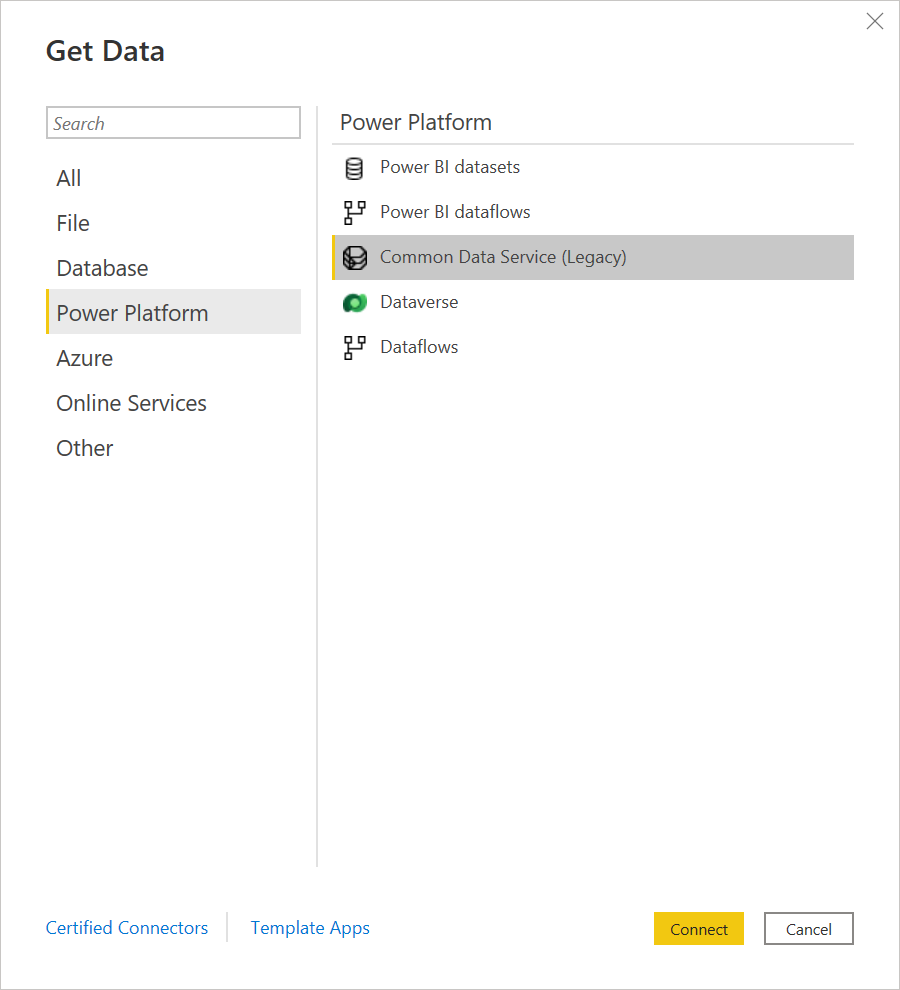 Get Data
Search
All
File
Database
Power Platform
Azure
Online Services
Other
Power Platform
Power BI datasets
Power BI dataflows
Common Data Service (Legacy)
Dataverse
Dataflows
Certified Connectors
Template Apps
Connect
Cancel